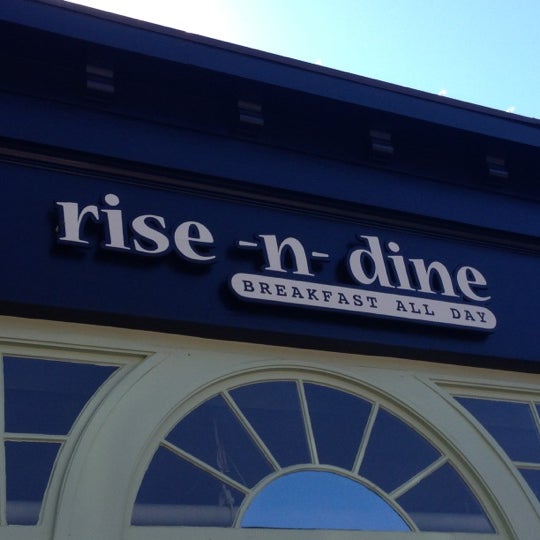 rise -n- dine
BREAKFAST ALL DAY